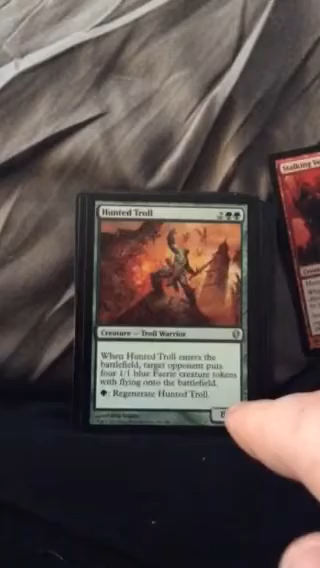 Hunted Troll
Stalking
Creature — Troll Warrior
When Hunted Troll enters the
battlefield, target opponent puts
four 1/1 blue Faerie creature tokens
with flying onto the battlefield.
: Regenerate Hunted Troll.